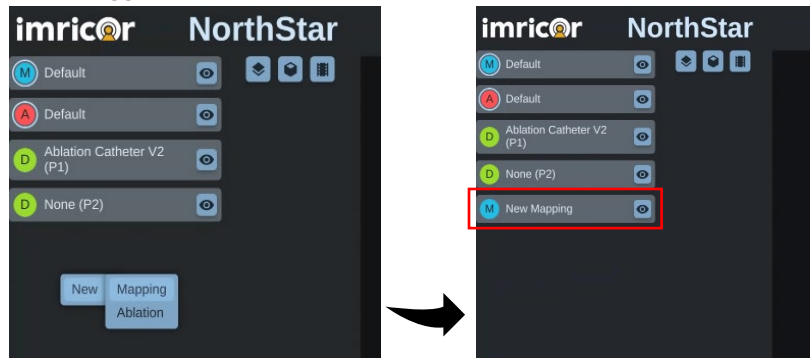 imricor NorthStar
M Default
A Default
D Ablation Catheter V2
(P1)
D None (P2)
New Mapping
Ablation
imricor NorthStar
M Default
A Default
D Ablation Catheter V2
(P1)
D None (P2)
M New Mapping